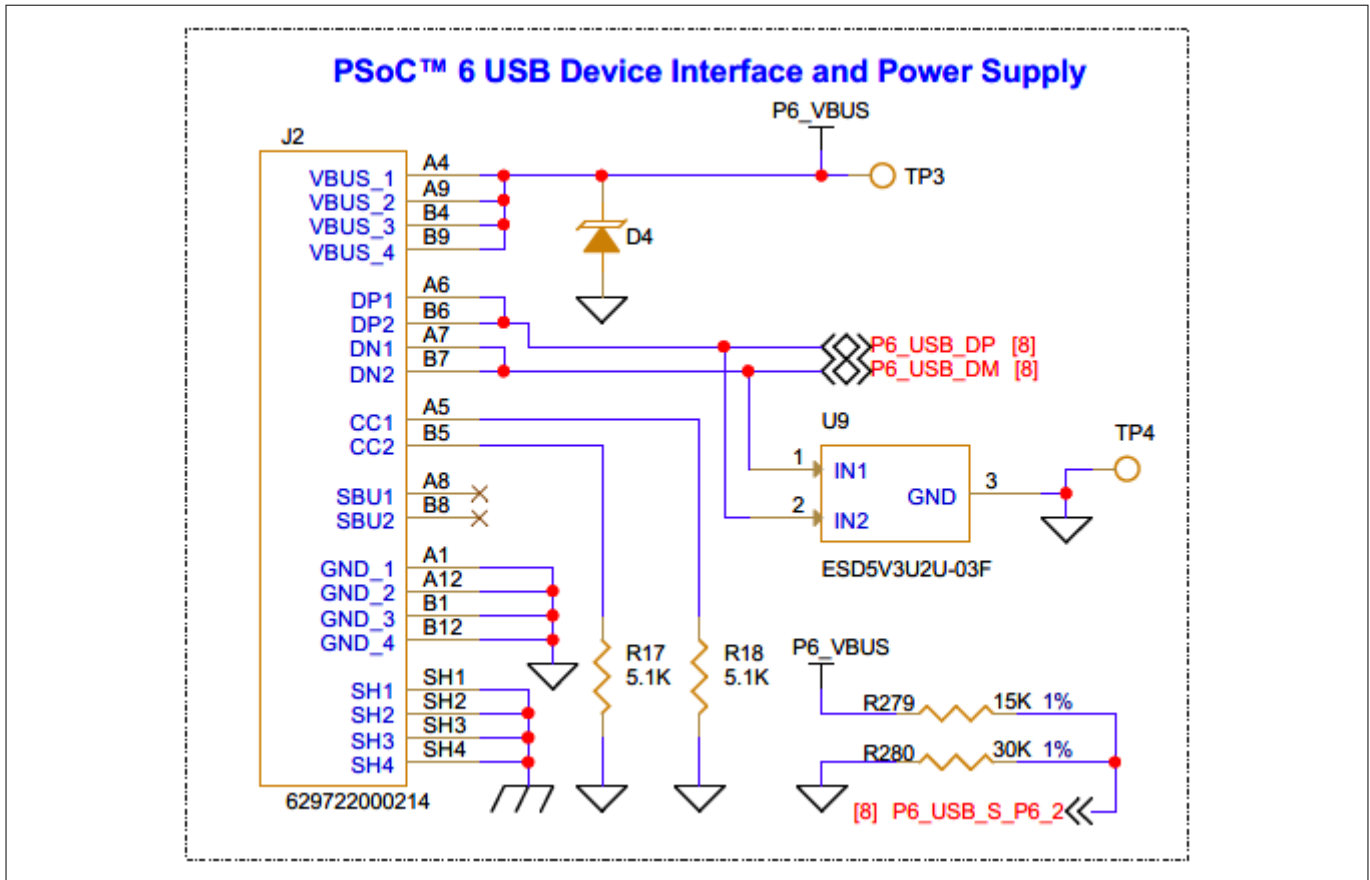 PSoC™ 6 USB Device Interface and Power Supply
P6_VBUS
J2
TP3
VBUS_1 A4
VBUS_2 A9
VBUS_3 B4
VBUS_4 B9
D4
DP1 A6
DP2 B6
DN1 A7
DN2 B7
P6_USB_DP [8]
P6_USB_DM [8]
CC1 A5
CC2 B5
U9
TP4
1 IN1
GND 3
2 IN2
ESD5V3U2U-03F
SBU1 A8
SBU2 B8
GND_1 A1
GND_2 A12
GND_3 B1
GND_4 B12
R17
5.1K
R18
5.1K
P6_VBUS
SH1 SH1
SH2 SH2
SH3 SH3
SH4 SH4
R279 15K 1%
R280 30K 1%
629722000214
[8] P6_USB_S_P6_2